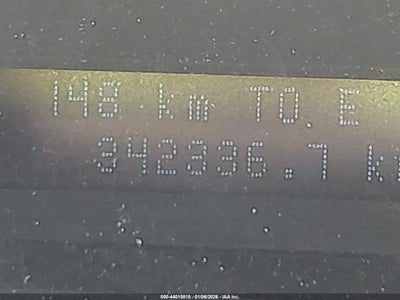 148 km TO E
342336.7 k
000-44015815 - 01/06/2026 - IAA Inc.